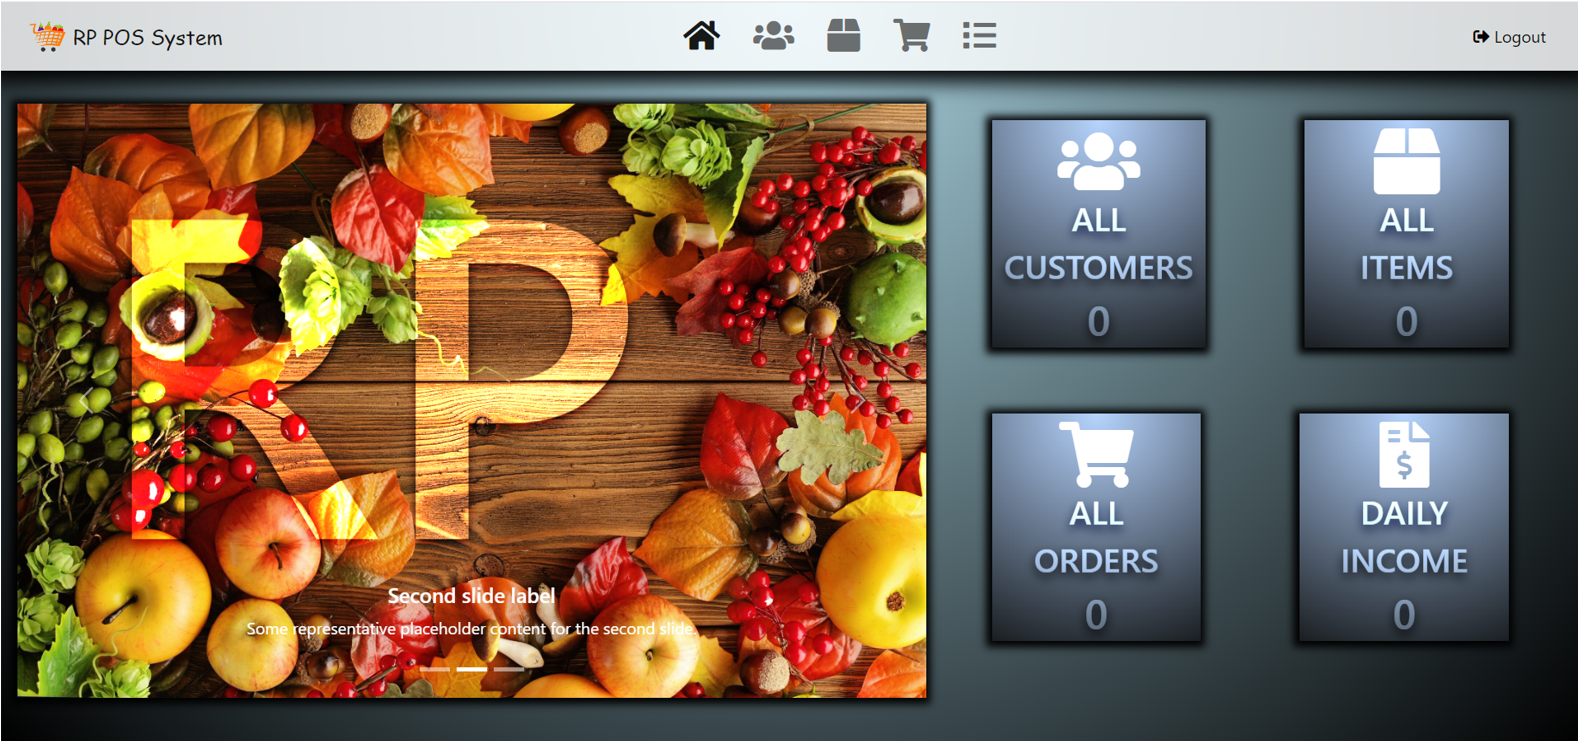 RP POS System
Logout
RP
Second slide label
Some representative placeholder content for the second slide.
ALL
CUSTOMERS
0
ALL
ITEMS
0
ALL
ORDERS
0
$
DAILY
INCOME
0